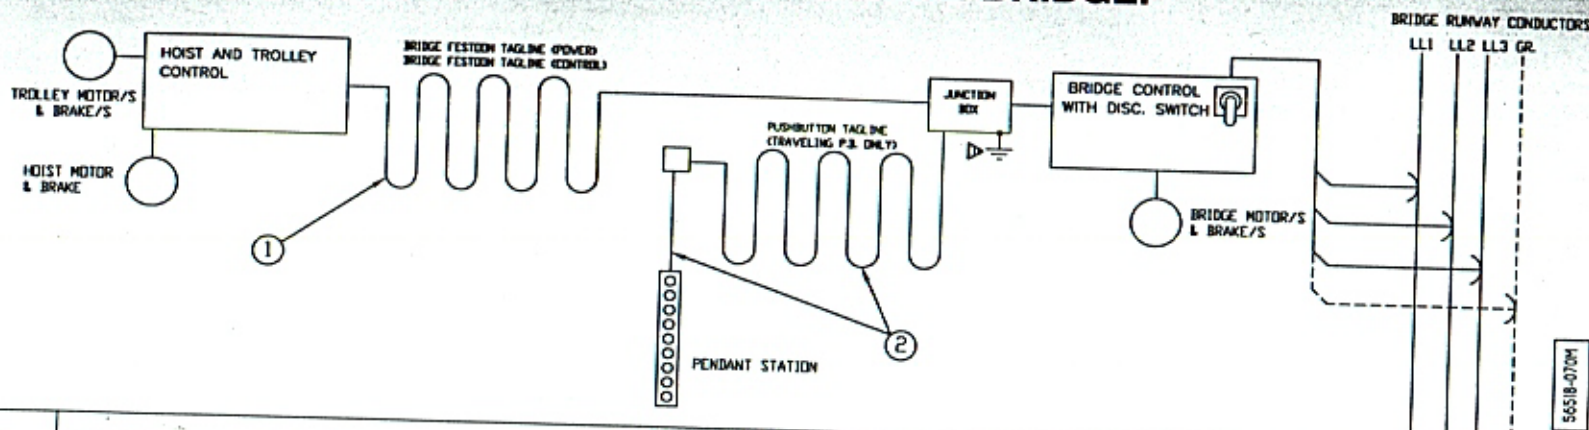 BRIDGE.
BRIDGE RUNWAY CONDUCTORS
LL1 LL2 LL3 GR.
HOIST AND TROLLEY
CONTROL
BRIDGE FESTOON TAGLINE (POWER)
BRIDGE FESTOON TAGLINE (CONTROL)
TROLLEY MOTOR/S
& BRAKE/S
HOIST MOTOR
& BRAKE
1
PUSHBUTTON TAGLINE
(TRAVELING P.B. ONLY)
JUNCTION
BOX
BRIDGE CONTROL
WITH DISC. SWITCH
BRIDGE MOTOR/S
& BRAKE/S
2
PENDANT STATION
56518-070M